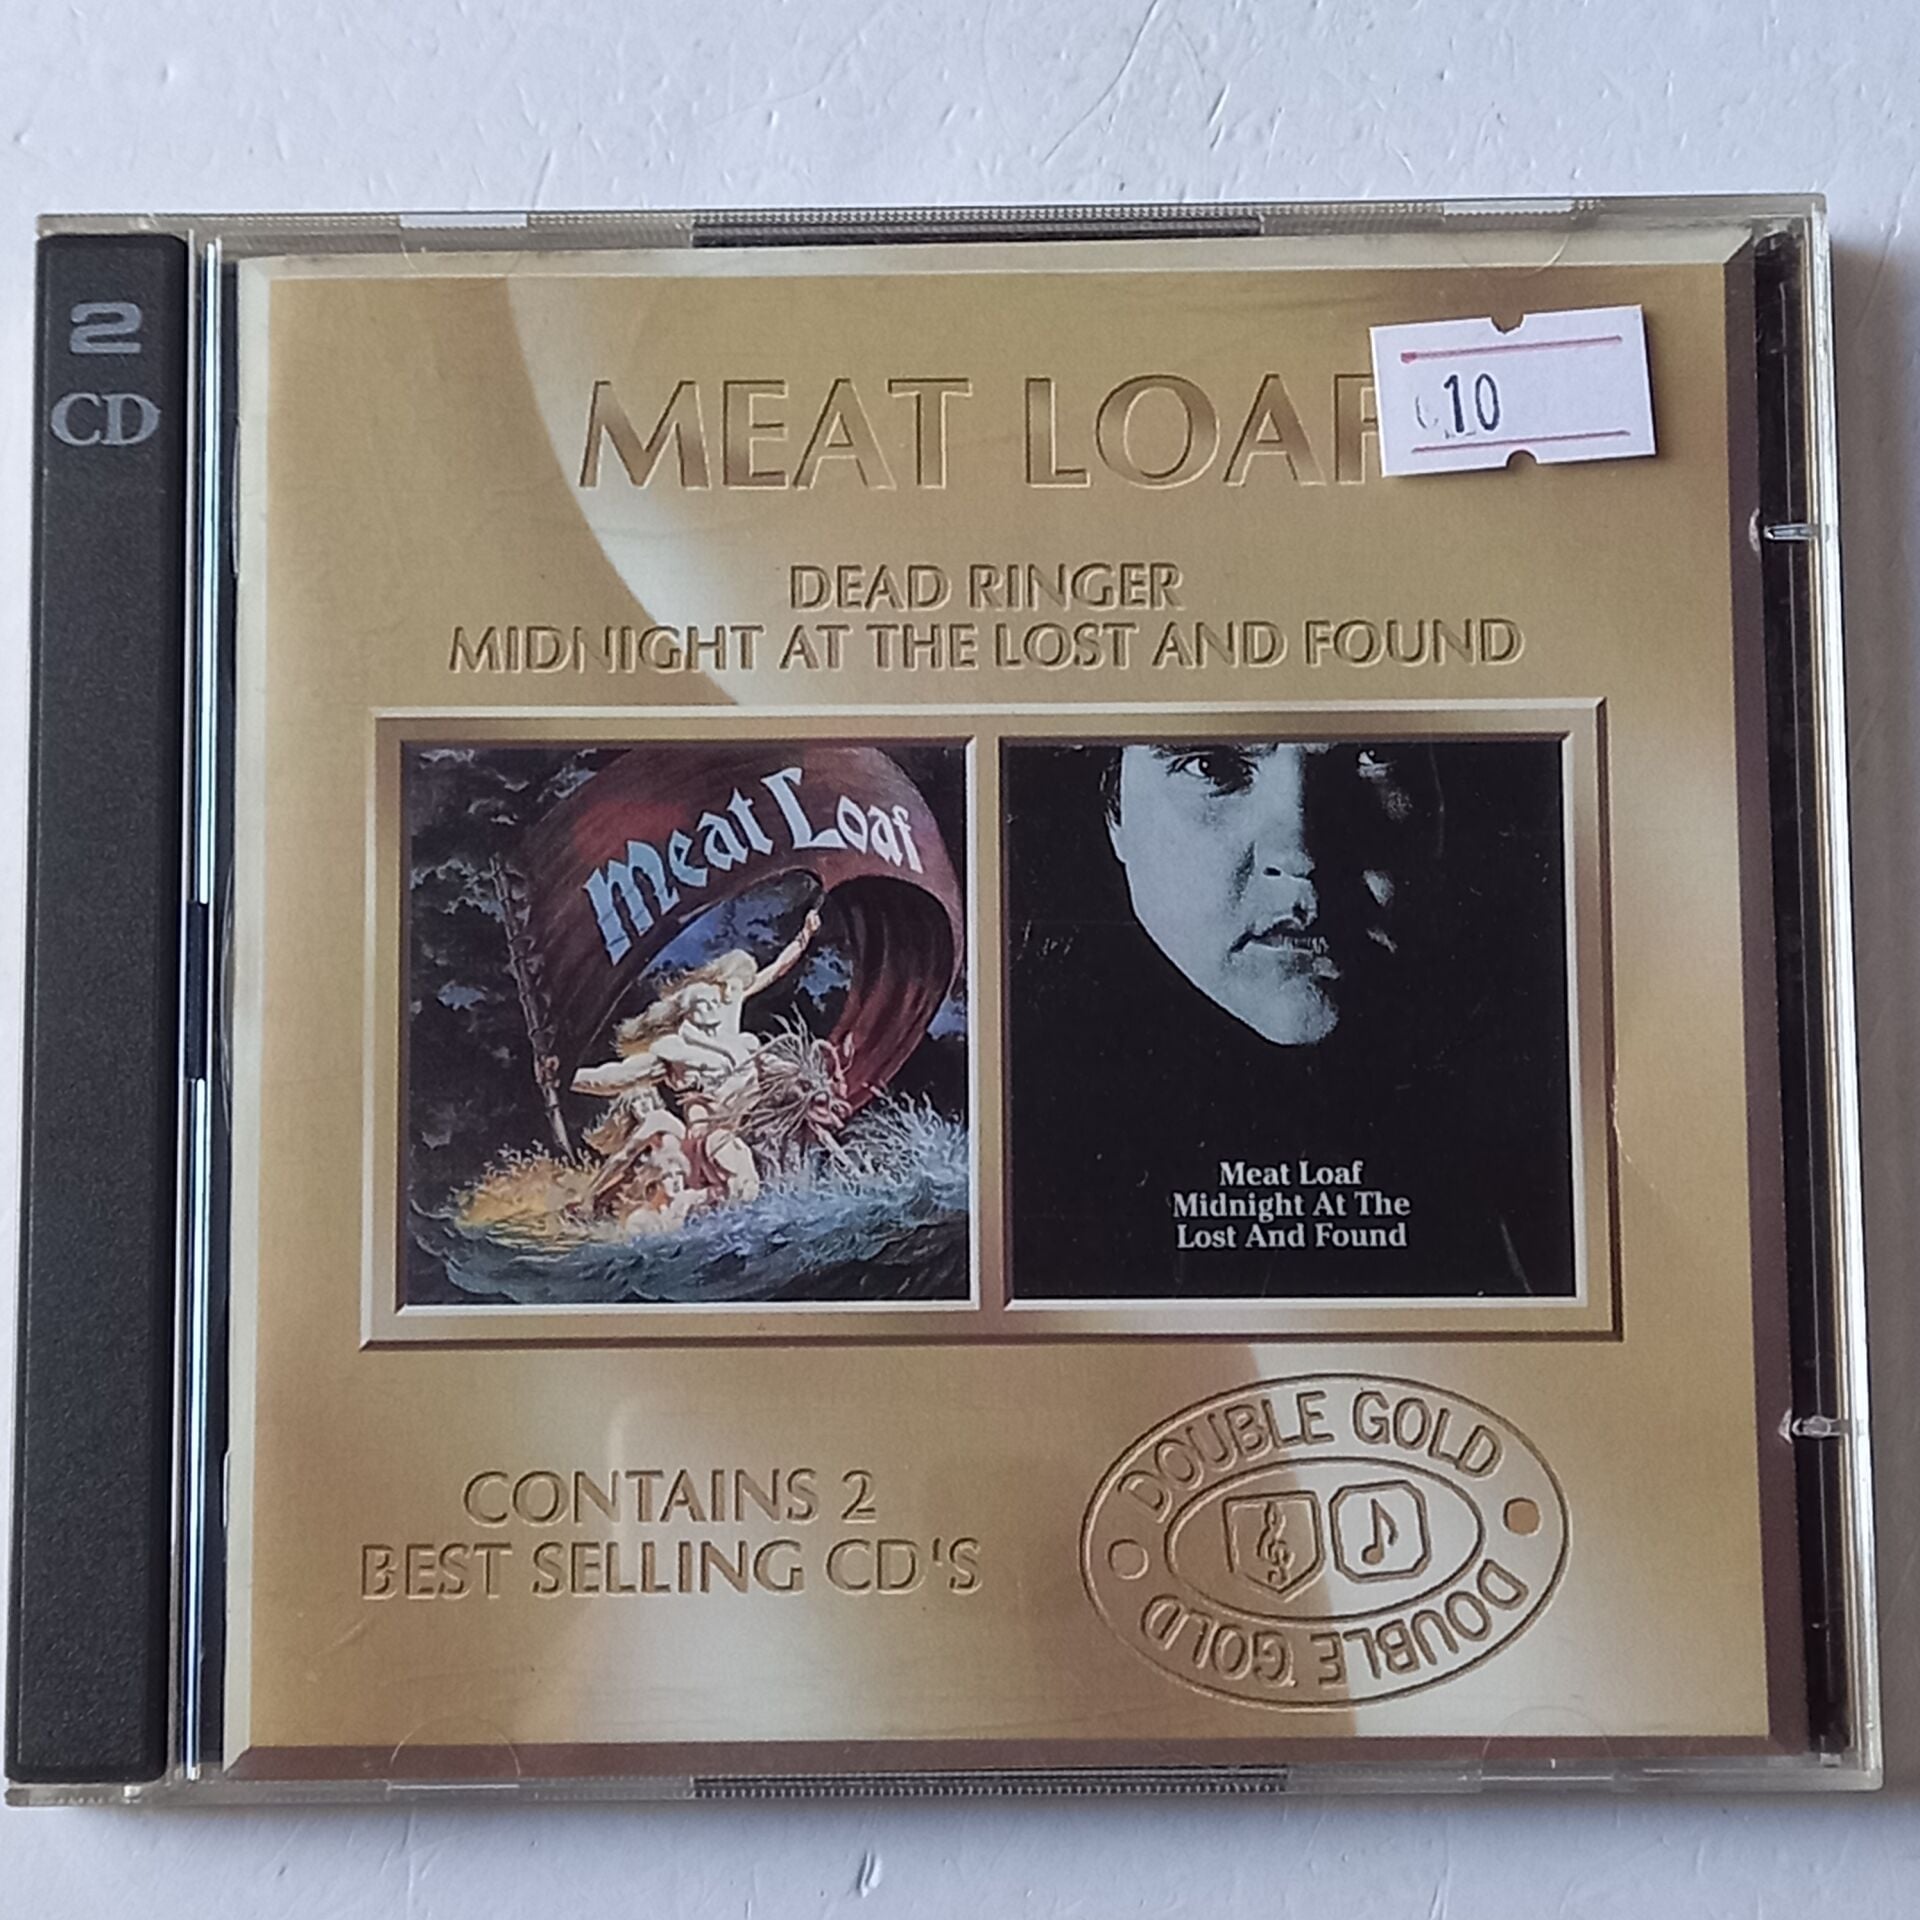 2
CD
MEAT LOAF
10
DEAD RINGER
MIDNIGHT AT THE LOST AND FOUND
Meat Loaf
Meat Loaf
Midnight At The
Lost And Found
CONTAINS 2
BEST SELLING CD'S
DOUBLE GOLD
DOUBLE GOLD